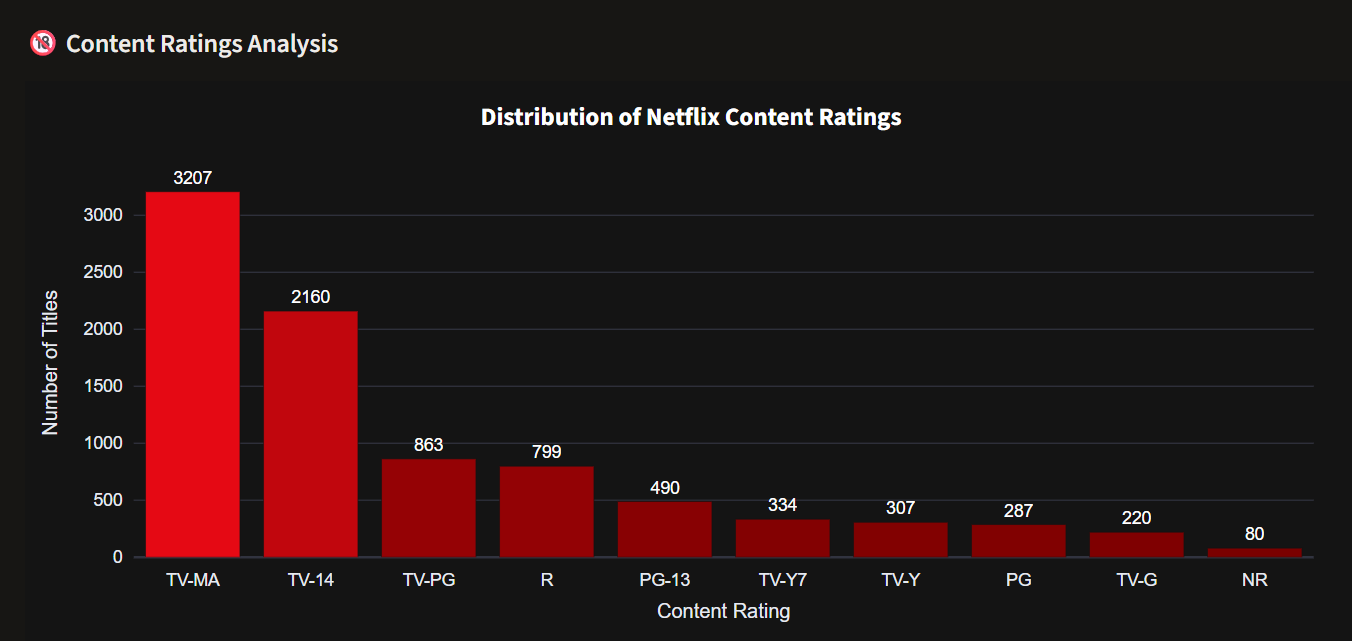 🔞 Content Ratings Analysis
Distribution of Netflix Content Ratings
Number of Titles
3000
2500
2000
1500
1000
500
0
3207
2160
863
799
490
334
307
287
220
80
TV-MA
TV-14
TV-PG
R
PG-13
TV-Y7
TV-Y
PG
TV-G
NR
Content Rating